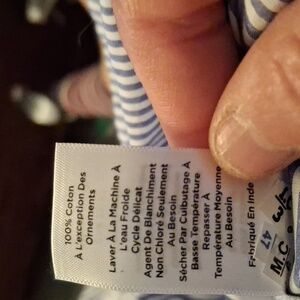 100% Coton
À L'exception Des
Ornements
Laver À La Machine À
L'eau Froide
Cycle Délicat
Agent De Blanchiment
Non Chloré Seulement
Au Besoin
Sécher Par Culbutage À
Basse Température
Repasser À
Température Moyenne
Au Besoin
Fabriqué En Inde
M.C
47